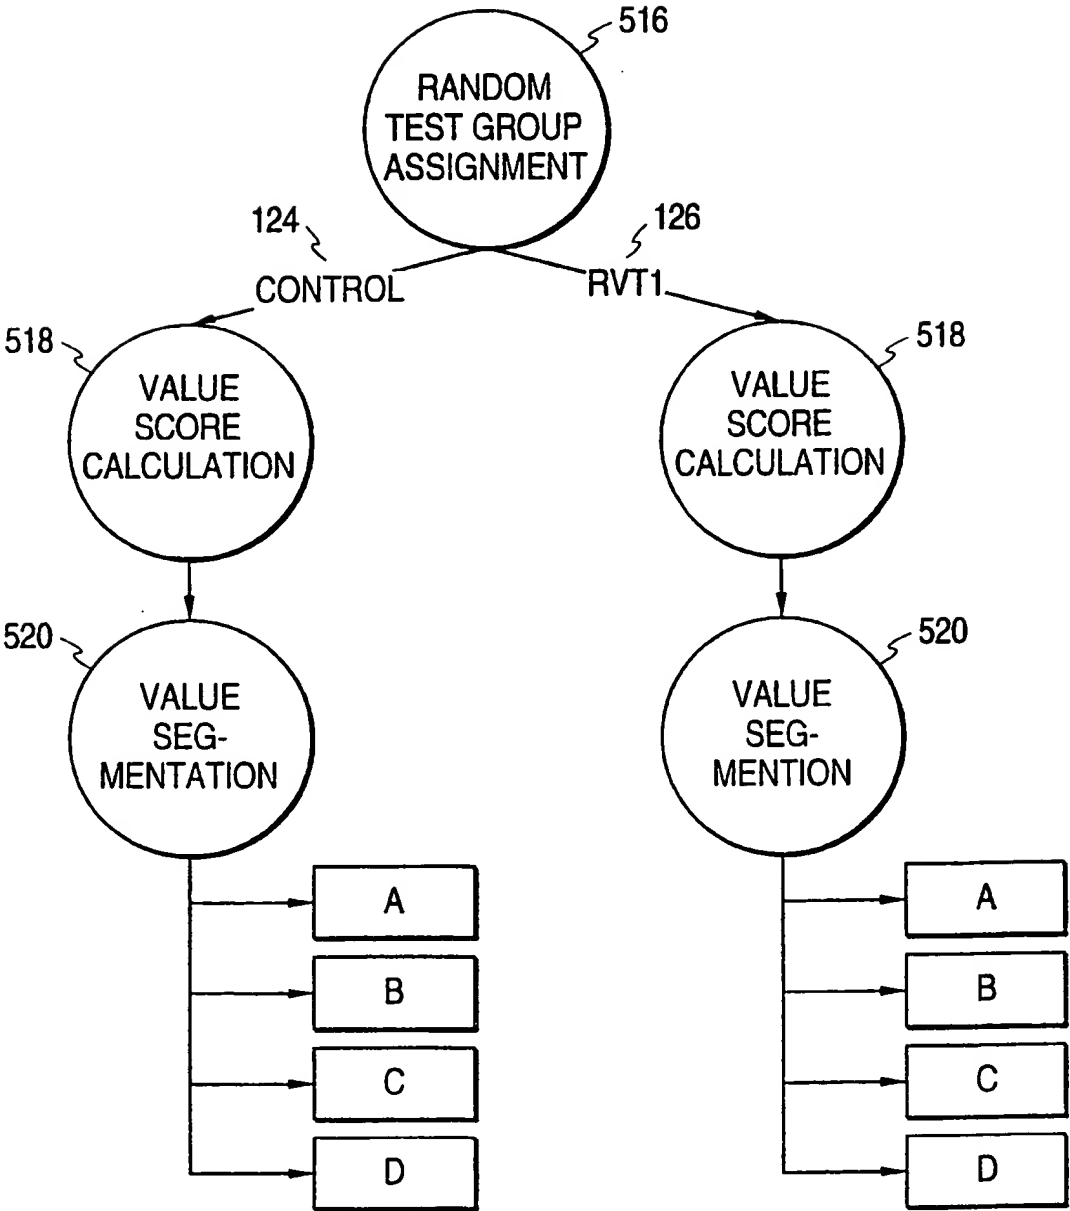 516
RANDOM
TEST GROUP
ASSIGNMENT
124
126
CONTROL
RVT1
518
VALUE
SCORE
CALCULATION
518
VALUE
SCORE
CALCULATION
520
VALUE
SEG-
MENTATION
520
VALUE
SEG-
MENTION
A
B
C
D
A
B
C
D